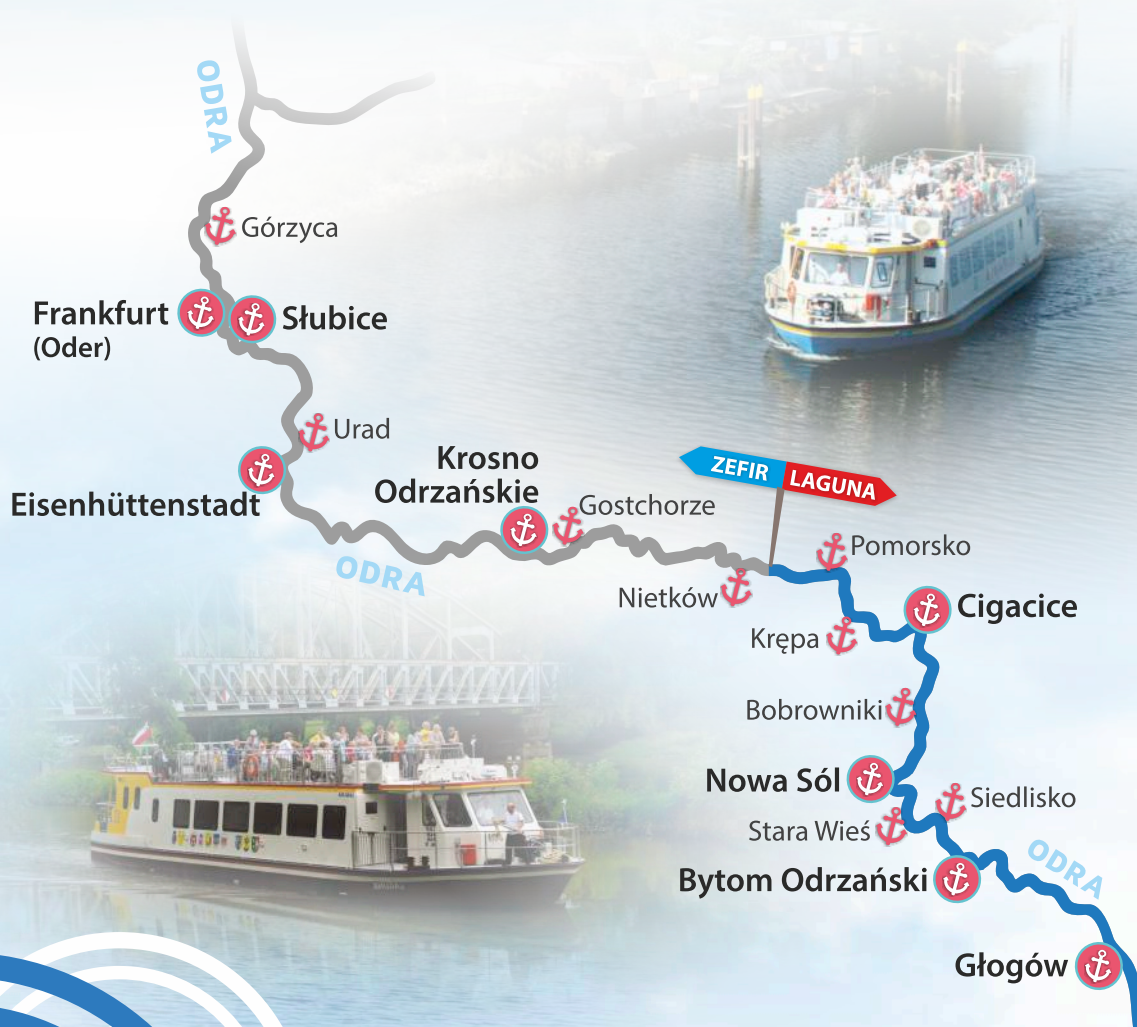 ODRA
Górzyca
Frankfurt
(Oder)
Słubice
Urad
Eisenhüttenstadt
Krosno
Odrzańskie
Gostchorze
ZEFIR
LAGUNA
ODRA
Nietków
Pomorsko
Cigacice
Krępa
Bobrowniki
Nowa Sól
Siedlisko
Stara Wieś
ODRA
Bytom Odrzański
Głogów